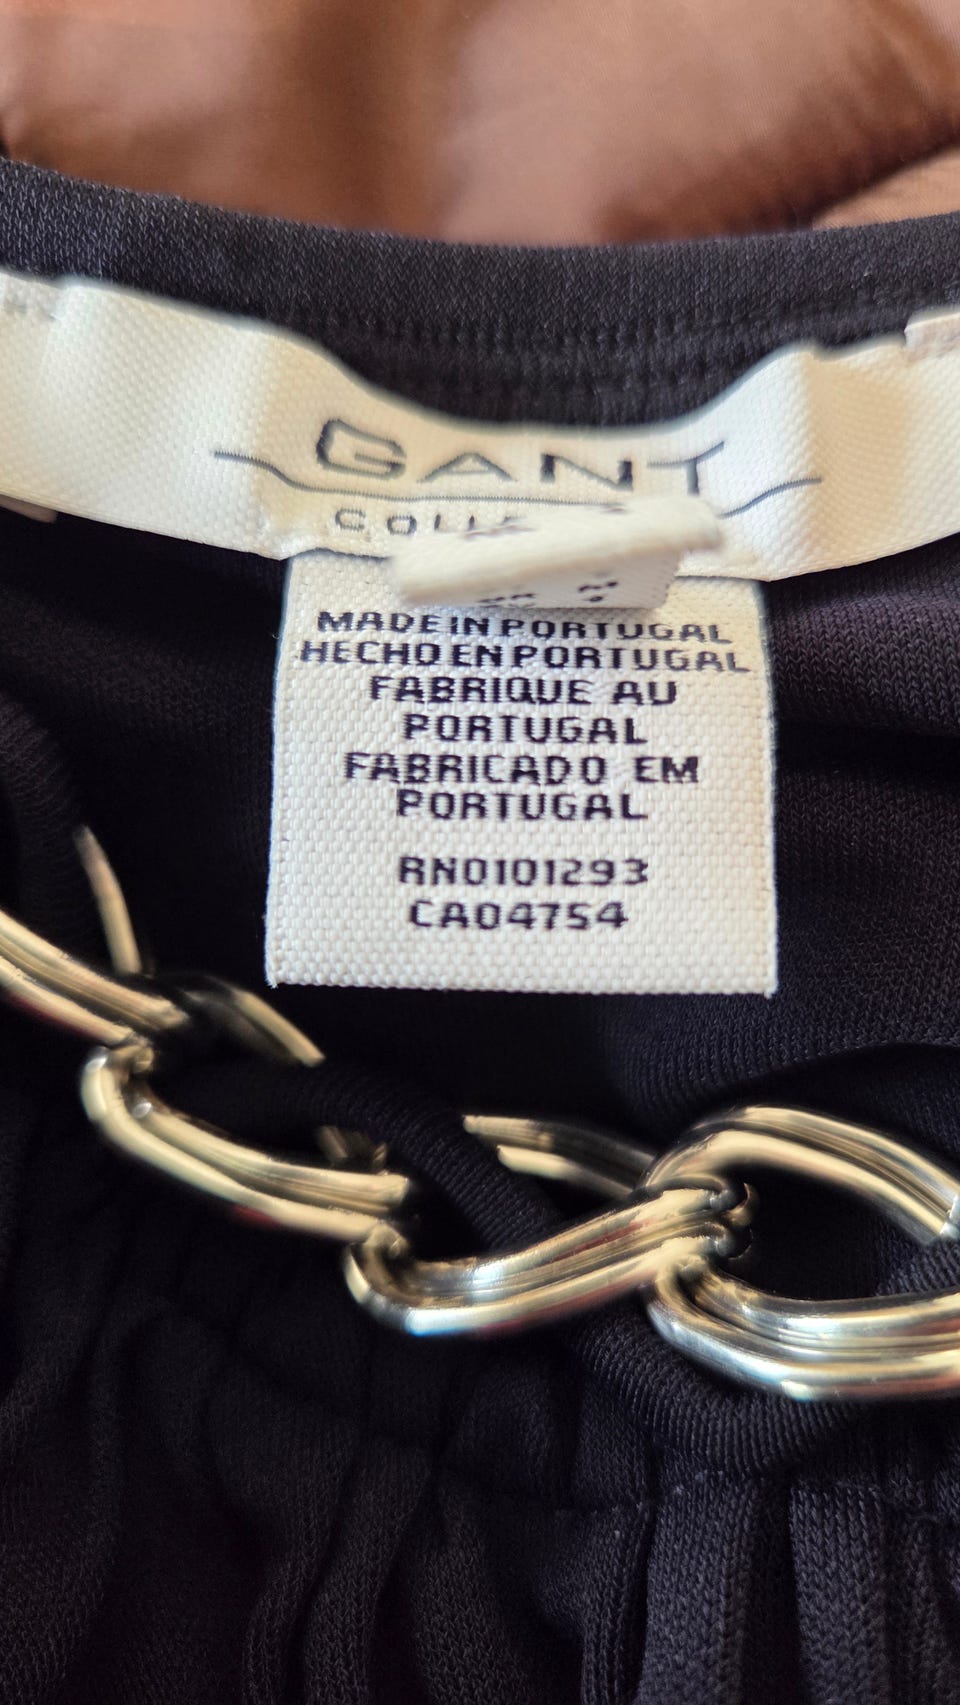 GANT
MADE IN PORTUGAL
HECHO EN PORTUGAL
FABRIQUE AU
PORTUGAL
FABRICADO EM
PORTUGAL
RN0101293
CA04754